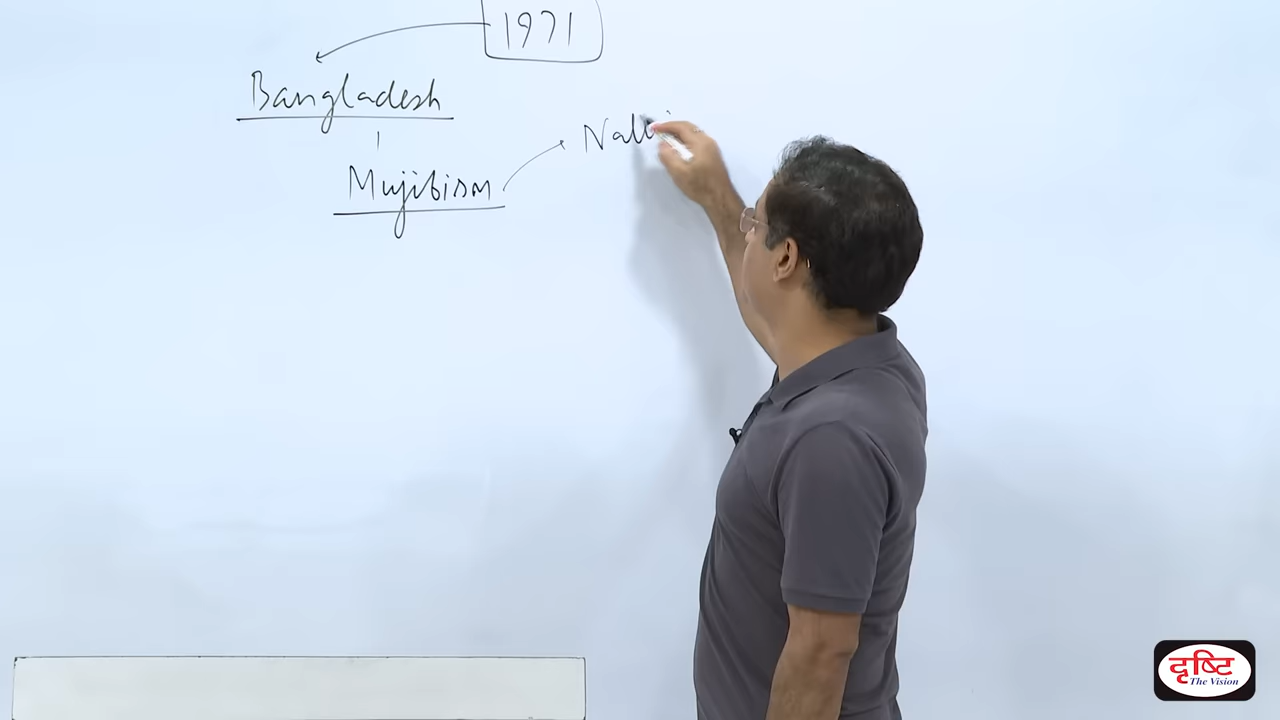 1971
Bangladesh
Mujibism
दृष्टि
The Vision